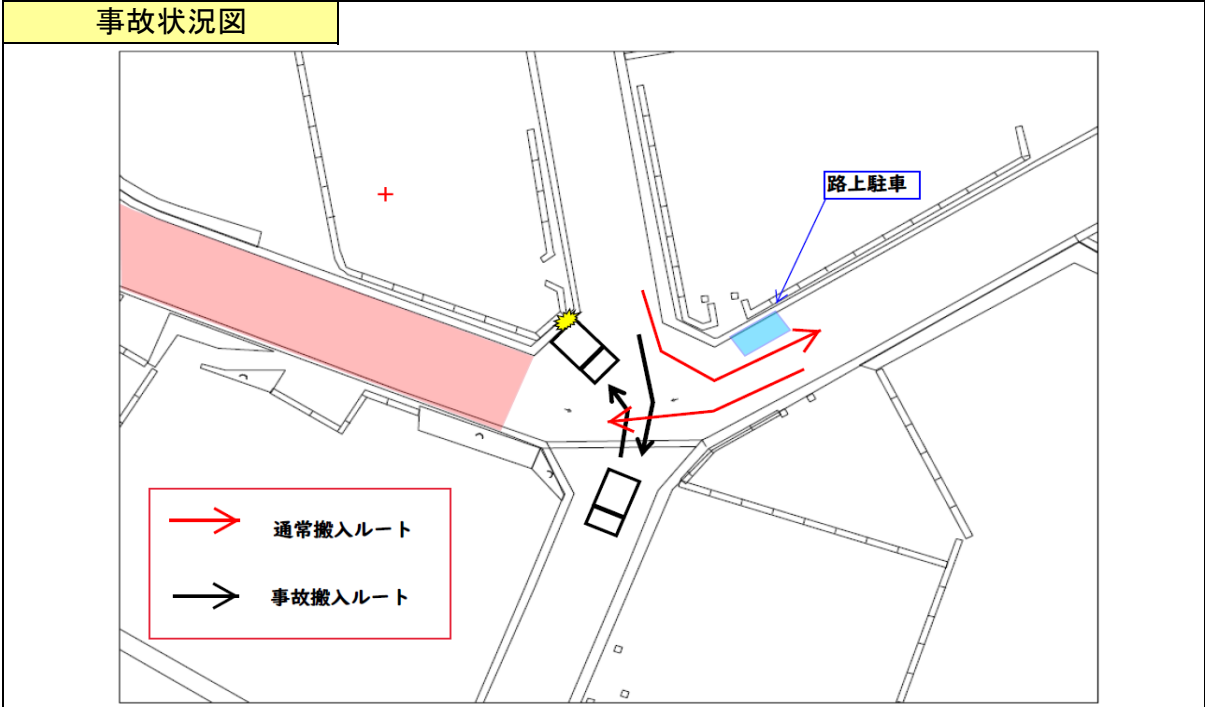 事故状況図
路上駐車
通常搬入ルート
事故搬入ルート